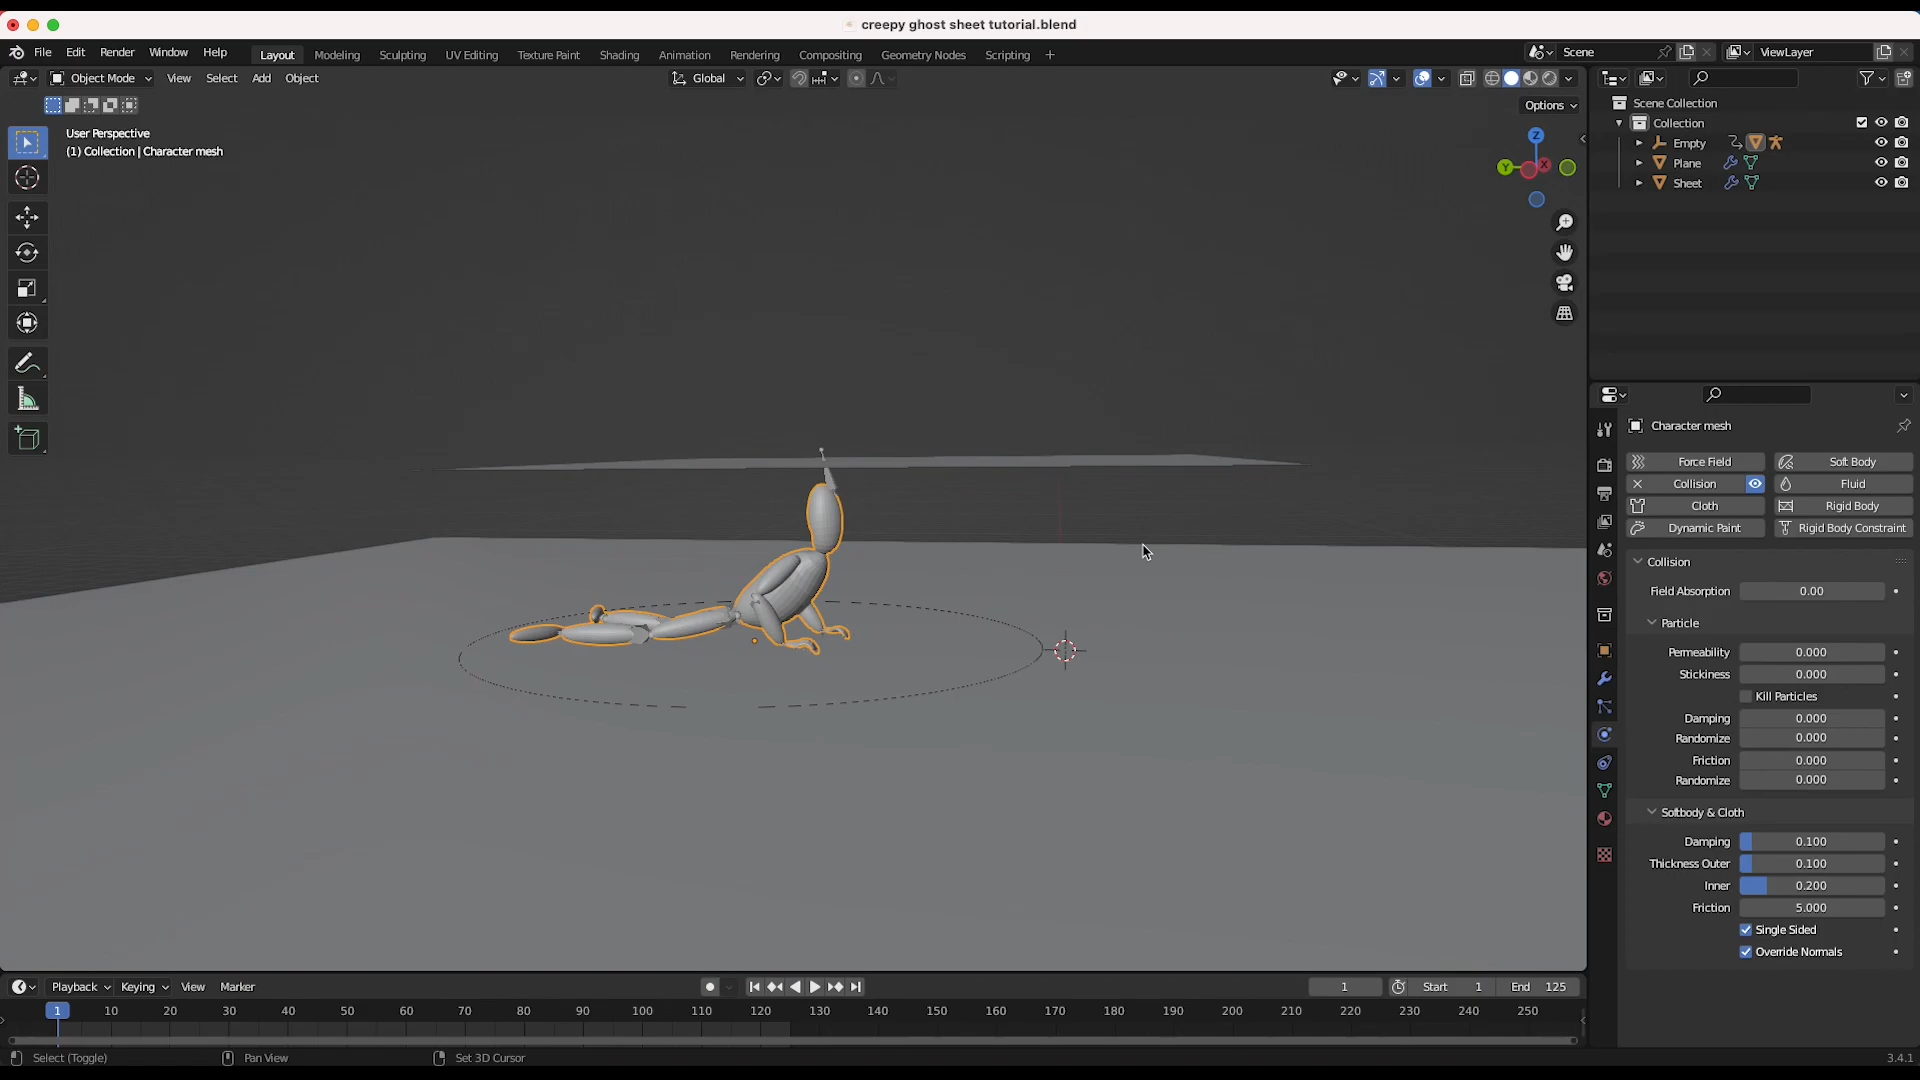 creepy ghost sheet tutorial.blend
File Edit Render Window Help Layout Modeling Sculpting UV Editing Texture Paint Shading Animation Rendering Compositing Geometry Nodes Scripting + Scene ViewLayer
Object Mode View Select Add Object Global
Options
User Perspective
(1) Collection | Character mesh
Z
Y
X
Scene Collection
Collection
Empty
Plane
Sheet
Character mesh
Force Field Soft Body
Collision Fluid
Cloth Rigid Body
Dynamic Paint Rigid Body Constraint
Collision
Field Absorption 0.00
Particle
Permeability 0.000
Stickiness 0.000
Kill Particles
Damping 0.000
Randomize 0.000
Friction 0.000
Randomize 0.000
Softbody & Cloth
Damping 0.100
Thickness Outer 0.100
Inner 0.200
Friction 5.000
Single Sided
Override Normals
Playback Keying View Marker 1 Start 1 End 125
1 10 20 30 40 50 60 70 80 90 100 110 120 130 140 150 160 170 180 190 200 210 220 230 240 250
Select (Toggle) Pan View Set 3D Cursor 3.4.1